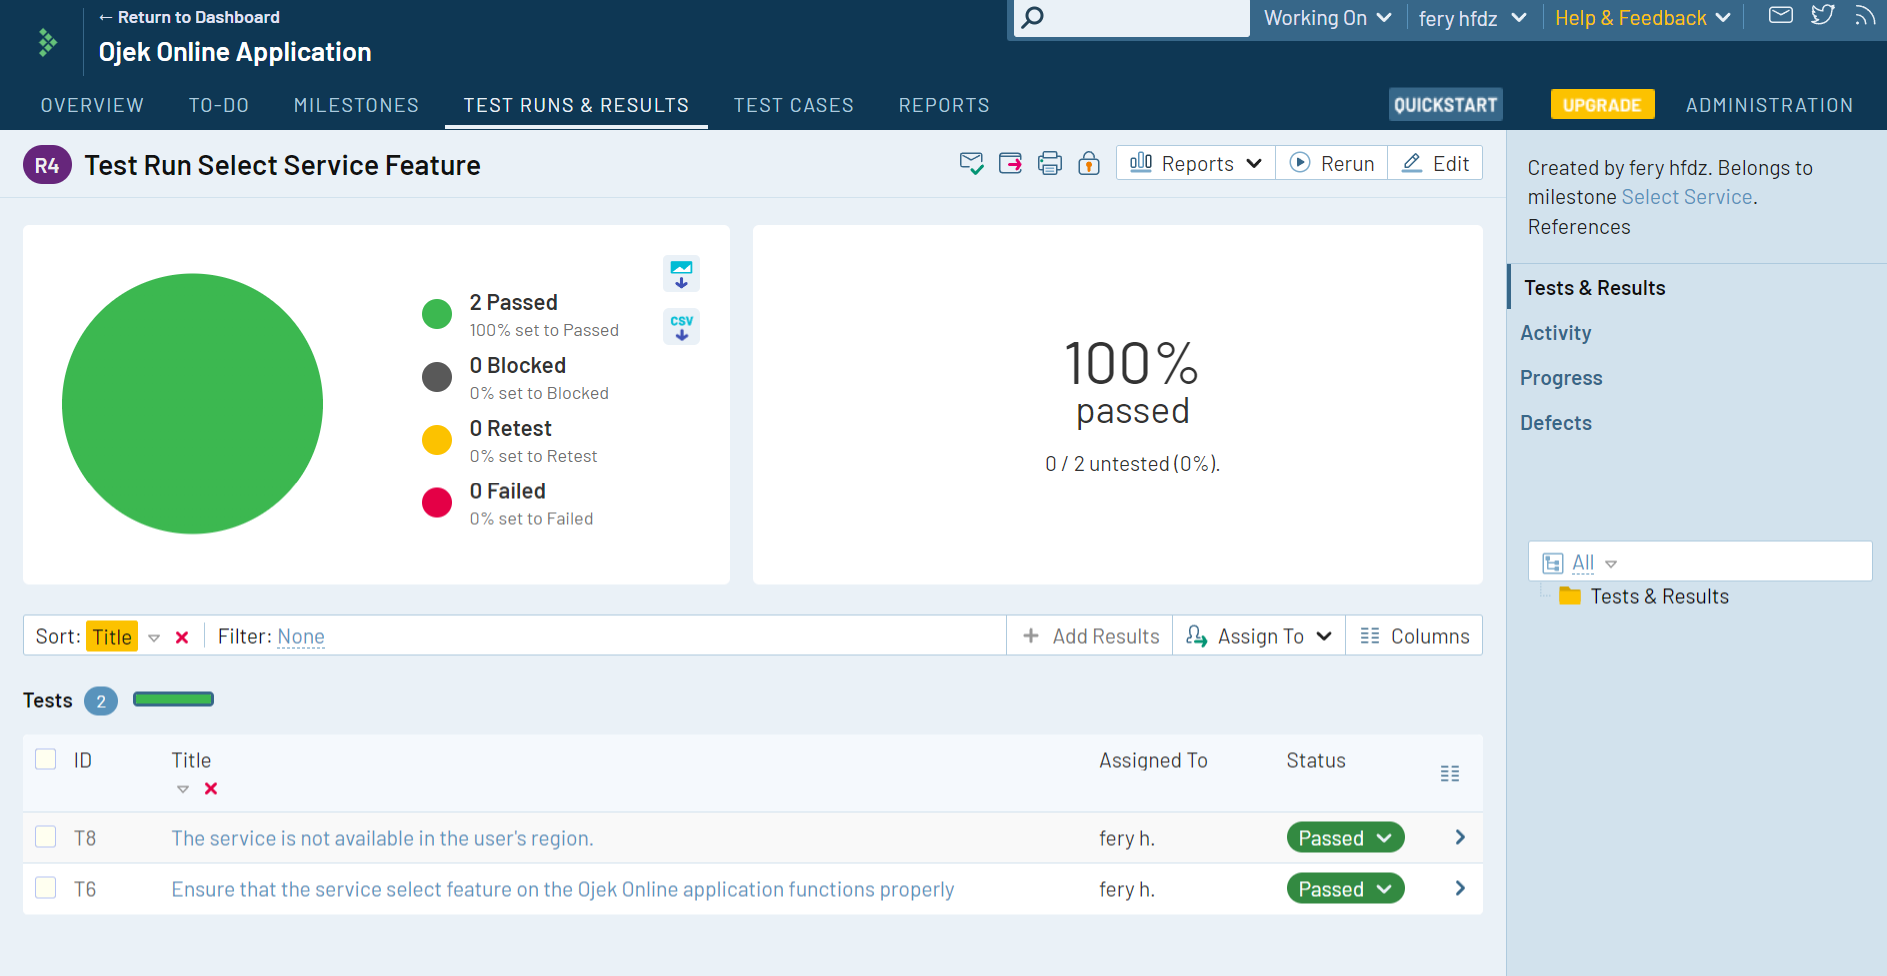 ← Return to Dashboard
Ojek Online Application
Working On
fery hfdz
Help & Feedback
OVERVIEW
TO-DO
MILESTONES
TEST RUNS & RESULTS
TEST CASES
REPORTS
QUICKSTART
UPGRADE
ADMINISTRATION
R4
Test Run Select Service Feature
Reports
Rerun
Edit
2 Passed
100% set to Passed
0 Blocked
0% set to Blocked
0 Retest
0% set to Retest
0 Failed
0% set to Failed
CSV
100%
passed
0 / 2 untested (0%).
Created by fery hfdz. Belongs to
milestone Select Service.
References
Tests & Results
Activity
Progress
Defects
All
Tests & Results
Sort: Title
Filter: None
+ Add Results
Assign To
Columns
Tests 2
ID
Title
Assigned To
Status
T8
The service is not available in the user's region.
fery h.
Passed
T6
Ensure that the service select feature on the Ojek Online application functions properly
fery h.
Passed